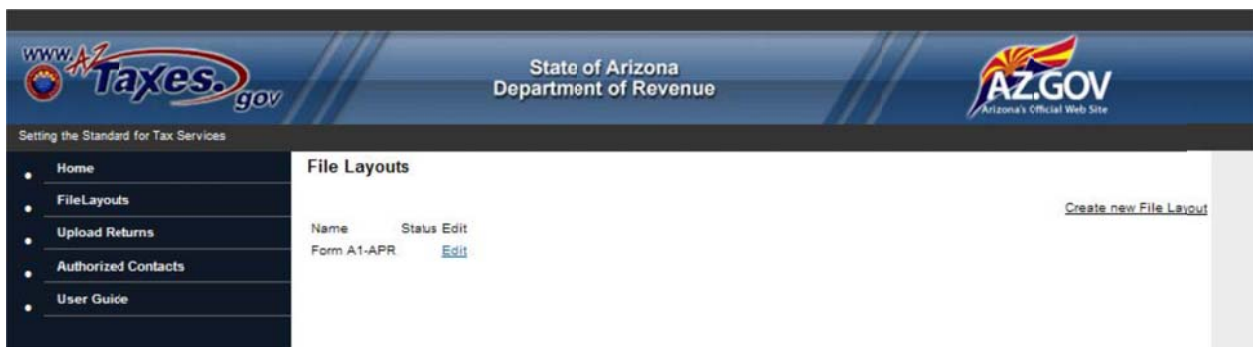 www.AZ
Taxes.gov
State of Arizona
Department of Revenue
AZ.GOV
Arizona's Official Web Site
Setting the Standard for Tax Services
Home
FileLayouts
Upload Returns
Authorized Contacts
User Guide
File Layouts
Create new File Layout
Name Status Edit
Form A1-APR Edit